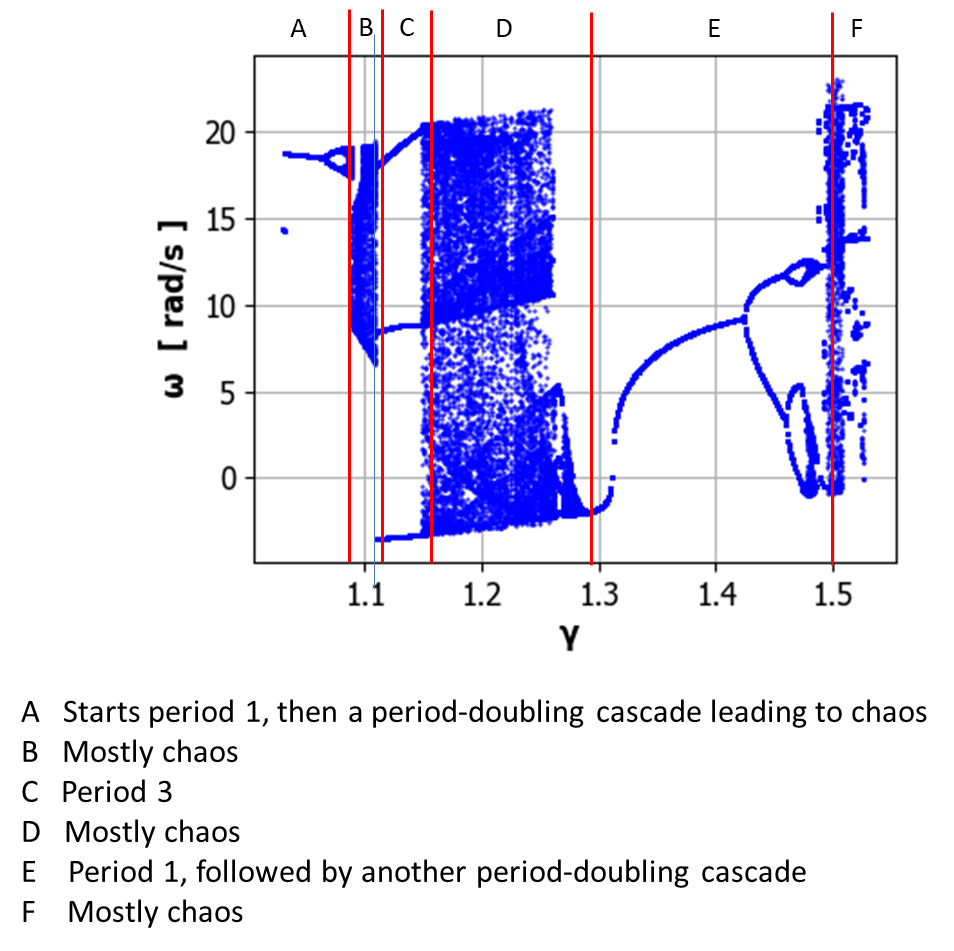 A B C D E F
20
15
10
5
0
ω [ rad/s ]
1.1 1.2 1.3 1.4 1.5
γ
A Starts period 1, then a period-doubling cascade leading to chaos
B Mostly chaos
C Period 3
D Mostly chaos
E Period 1, followed by another period-doubling cascade
F Mostly chaos